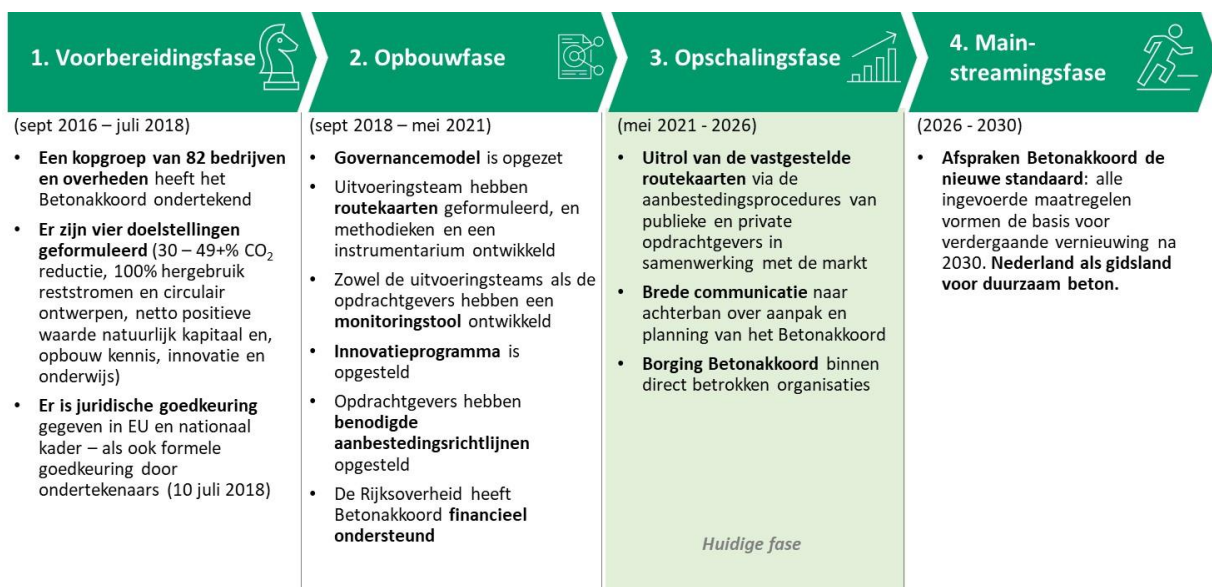 1. Voorbereidingsfase
(sept 2016 – juli 2018)
• Een kopgroep van 82 bedrijven
en overheden heeft het
Betonakkoord ondertekend
• Er zijn vier doelstellingen
geformuleerd (30 – 49+% CO₂
reductie, 100% hergebruik
reststromen en circulair
ontwerpen, netto positieve
waarde natuurlijk kapitaal en,
opbouw kennis, innovatie en
onderwijs)
• Er is juridische goedkeuring
gegeven in EU en nationaal
kader – als ook formele
goedkeuring door
ondertekenaars (10 juli 2018)
2. Opbouwfase
(sept 2018 – mei 2021)
• Governancemodel is opgezet
• Uitvoeringsteam hebben
routekaarten geformuleerd, en
methodieken en een
instrumentarium ontwikkeld
• Zowel de uitvoeringsteams als de
opdrachtgevers hebben een
monitoringstool ontwikkeld
• Innovatieprogramma is
opgesteld
• Opdrachtgevers hebben
benodigde
aanbestedingsrichtlijnen
opgesteld
• De Rijksoverheid heeft
Betonakkoord financieel
ondersteund
3. Opschalingsfase
(mei 2021 - 2026)
• Uitrol van de vastgestelde
routekaarten via de
aanbestedingsprocedures van
publieke en private
opdrachtgevers in
samenwerking met de markt
• Brede communicatie naar
achterban over aanpak en
planning van het Betonakkoord
• Borging Betonakkoord binnen
direct betrokken organisaties
Huidige fase
4. Main-
streamingsfase
(2026 - 2030)
• Afspraken Betonakkoord de
nieuwe standaard: alle
ingevoerde maatregelen
vormen de basis voor
verdergaande vernieuwing na
2030. Nederland als gidsland
voor duurzaam beton.